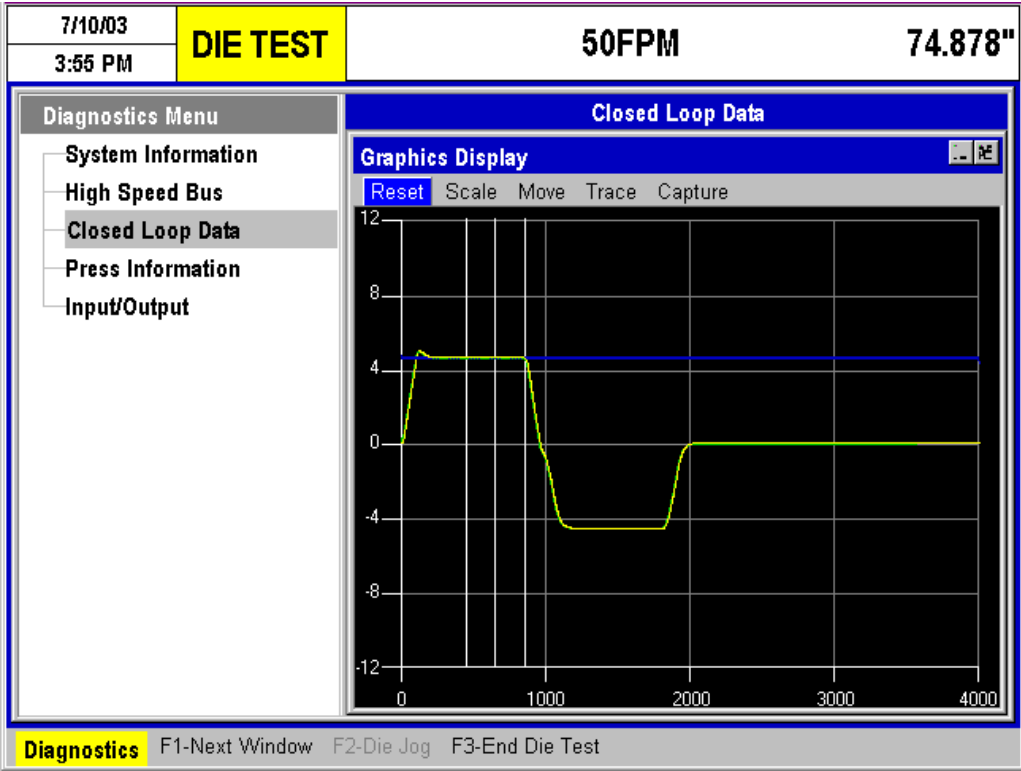 7/10/03
3:55 PM
DIE TEST
50FPM
74.878"
Diagnostics Menu
System Information
High Speed Bus
Closed Loop Data
Press Information
Input/Output
Closed Loop Data
Graphics Display
Reset Scale Move Trace Capture
12
8
4
0
-4
-8
-12
0 1000 2000 3000 4000
Diagnostics F1-Next Window F2-Die Jog F3-End Die Test